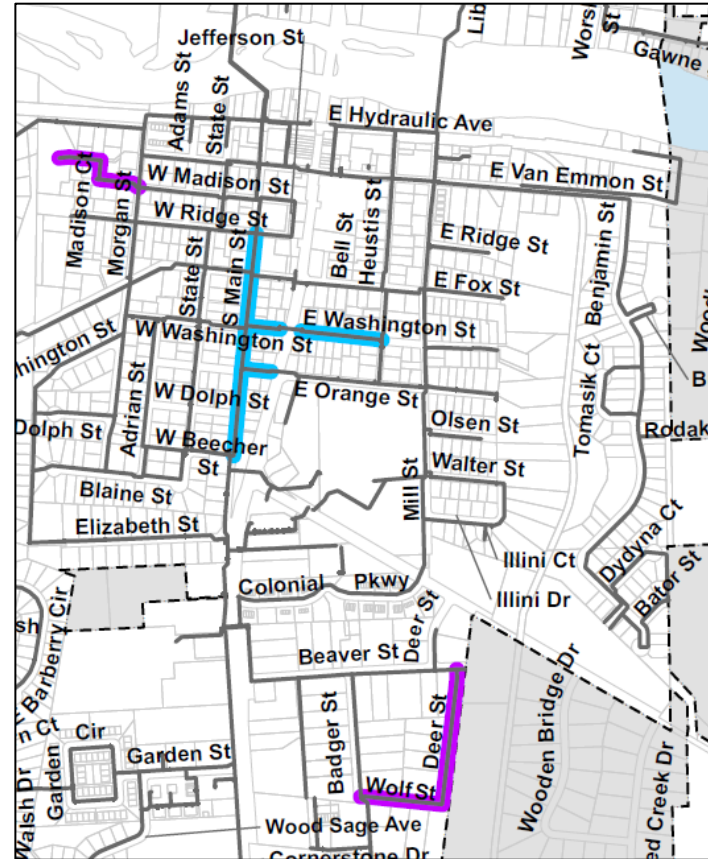 Jefferson St
Lib
Worsl
St
Gawne
Adams St
State St
E Hydraulic Ave
Madison Ct
Morgan St
W Madison St
E Van Emmon St
W Ridge St
State St
S Main St
Bell St
Heustis St
E Ridge St
Benjamin St
E Fox St
Woodl
hington St
W Washington St
E Washington St
B
Adrian St
W Dolph St
E Orange St
Tomasik Ct
Dolph St
W Beecher
St
Olsen St
Rodak
Blaine St
Walter St
Mill St
Elizabeth St
Illini Ct
Dydyna Ct
Bator St
Illini Dr
Colonial Pkwy
sh
E Barberry Cir
Deer St
Beaver St
n Ct
Cir
Garden
Garden St
Badger St
Deer St
Wooden Bridge Dr
ed Creek Dr
Walsh Dr
Wolf St
Wood Sage Ave
Cornerstone Dr